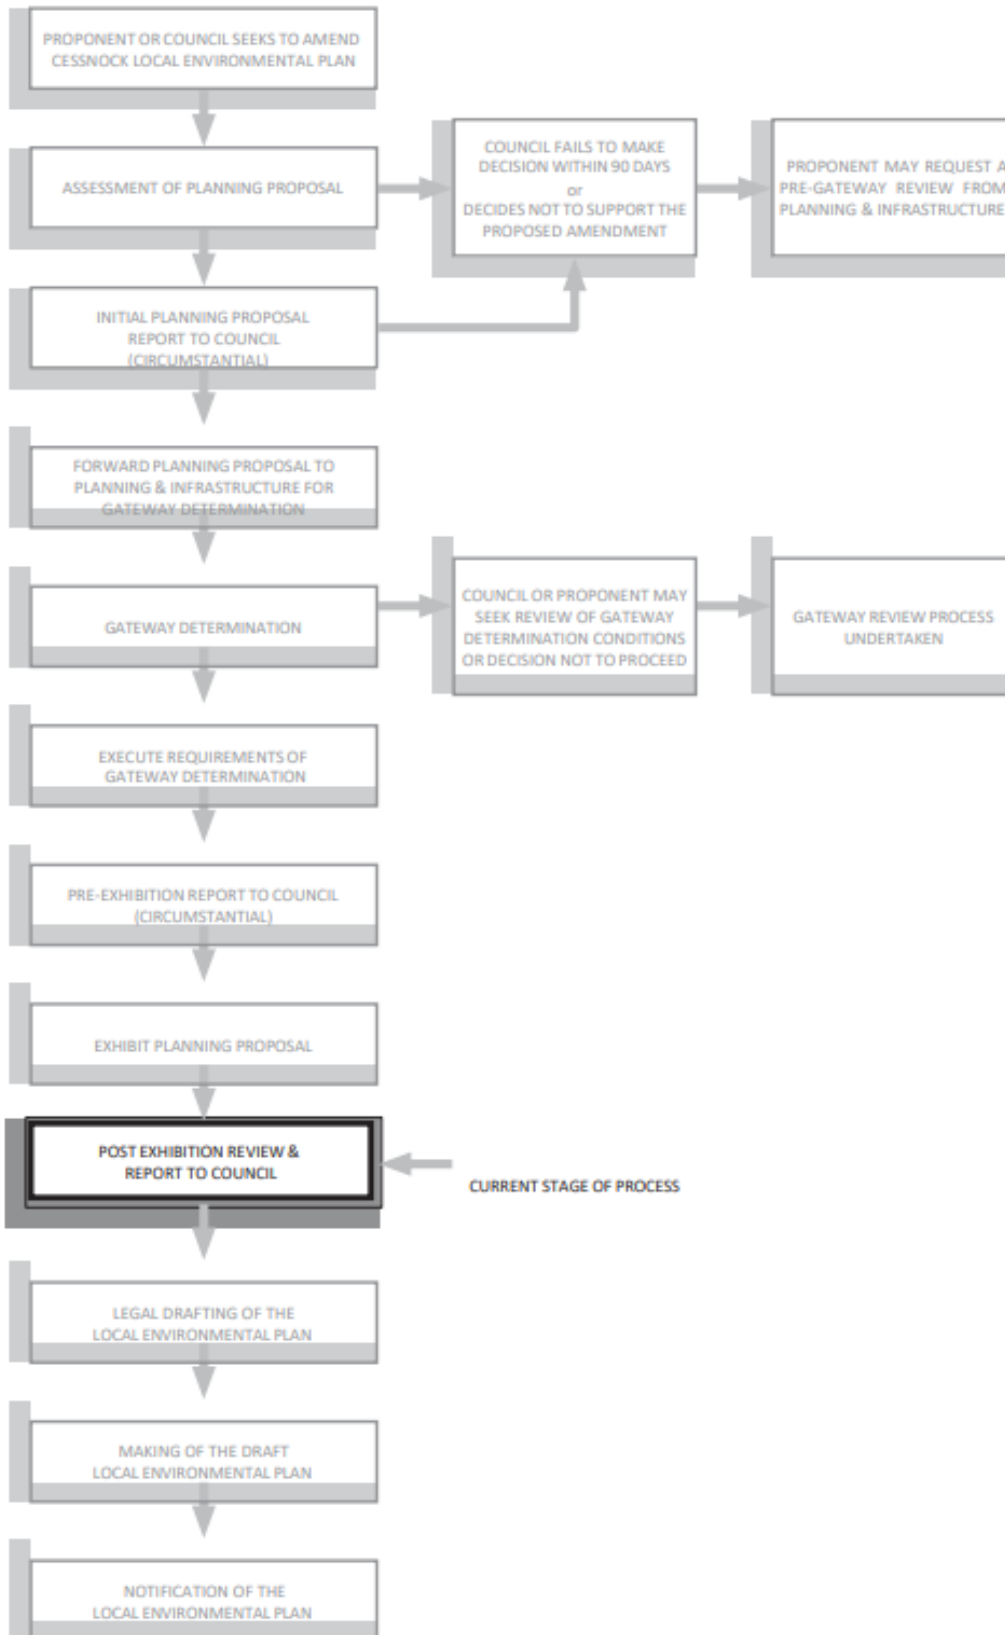 PROPONENT OR COUNCIL SEEKS TO AMEND
CESSNOCK LOCAL ENVIRONMENTAL PLAN
ASSESSMENT OF PLANNING PROPOSAL
COUNCIL FAILS TO MAKE
DECISION WITHIN 90 DAYS
or
DECIDES NOT TO SUPPORT THE
PROPOSED AMENDMENT
PROPONENT MAY REQUEST A
PRE-GATEWAY REVIEW FROM
PLANNING & INFRASTRUCTURE
INITIAL PLANNING PROPOSAL
REPORT TO COUNCIL
(CIRCUMSTANTIAL)
FORWARD PLANNING PROPOSAL TO
PLANNING & INFRASTRUCTURE FOR
GATEWAY DETERMINATION
GATEWAY DETERMINATION
COUNCIL OR PROPONENT MAY
SEEK REVIEW OF GATEWAY
DETERMINATION CONDITIONS
OR DECISION NOT TO PROCEED
GATEWAY REVIEW PROCESS
UNDERTAKEN
EXECUTE REQUIREMENTS OF
GATEWAY DETERMINATION
PRE-EXHIBITION REPORT TO COUNCIL
(CIRCUMSTANTIAL)
EXHIBIT PLANNING PROPOSAL
POST EXHIBITION REVIEW &
REPORT TO COUNCIL
CURRENT STAGE OF PROCESS
LEGAL DRAFTING OF THE
LOCAL ENVIRONMENTAL PLAN
MAKING OF THE DRAFT
LOCAL ENVIRONMENTAL PLAN
NOTIFICATION OF THE
LOCAL ENVIRONMENTAL PLAN